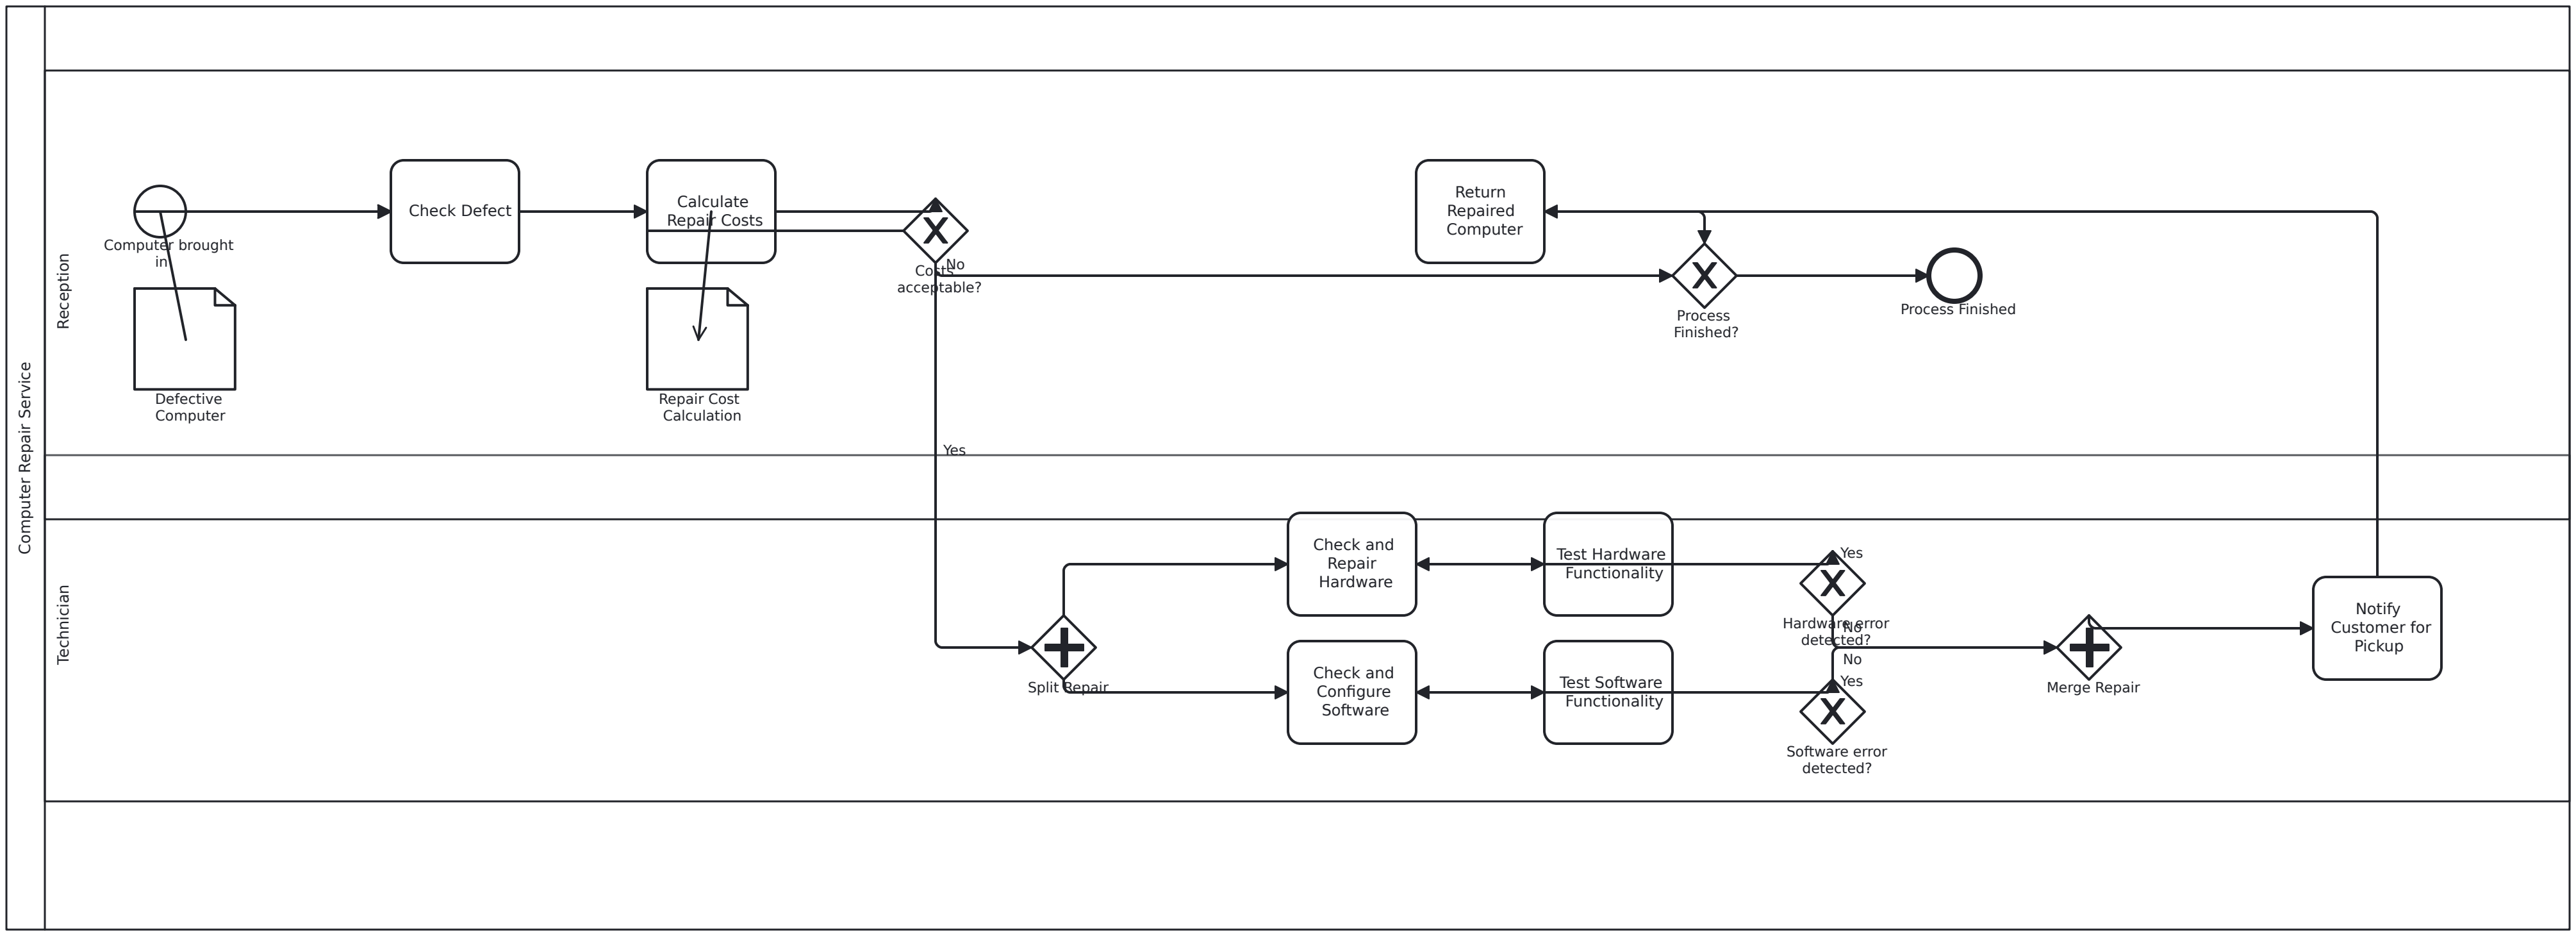 Computer Repair Service
Reception
Technician
Computer brought
in
Check Defect
Calculate
Repair Costs
Defective
Computer
Repair Cost
Calculation
No
Costs
acceptable?
Yes
Return
Repaired
Computer
Process
Finished?
Process Finished
Split Repair
Check and
Repair
Hardware
Test Hardware
Functionality
Yes
Hardware error
detected?
No
Check and
Configure
Software
Test Software
Functionality
No
Yes
Software error
detected?
Merge Repair
Notify
Customer for
Pickup